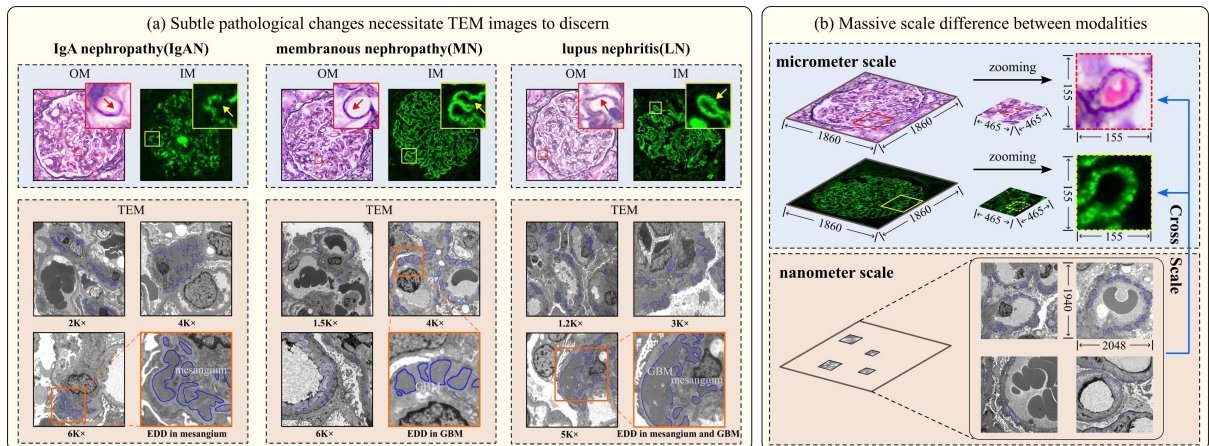 (a) Subtle pathological changes necessitate TEM images to discern
IgA nephropathy(IgAN)
membranous nephropathy(MN)
lupus nephritis(LN)
OM
IM
OM
IM
OM
IM
TEM
TEM
TEM
2K×
4K×
1.5K×
4K×
1.2K×
3K×
mesangium
GBM
GBM
mesangium
6K×
EDD in mesangium
6K×
EDD in GBM
5K×
EDD in mesangium and GBM
(b) Massive scale difference between modalities
micrometer scale
zooming
155
1860
1860
465
465
155
zooming
155
1860
1860
465
465
155
Cross Scale
nanometer scale
1940
2048